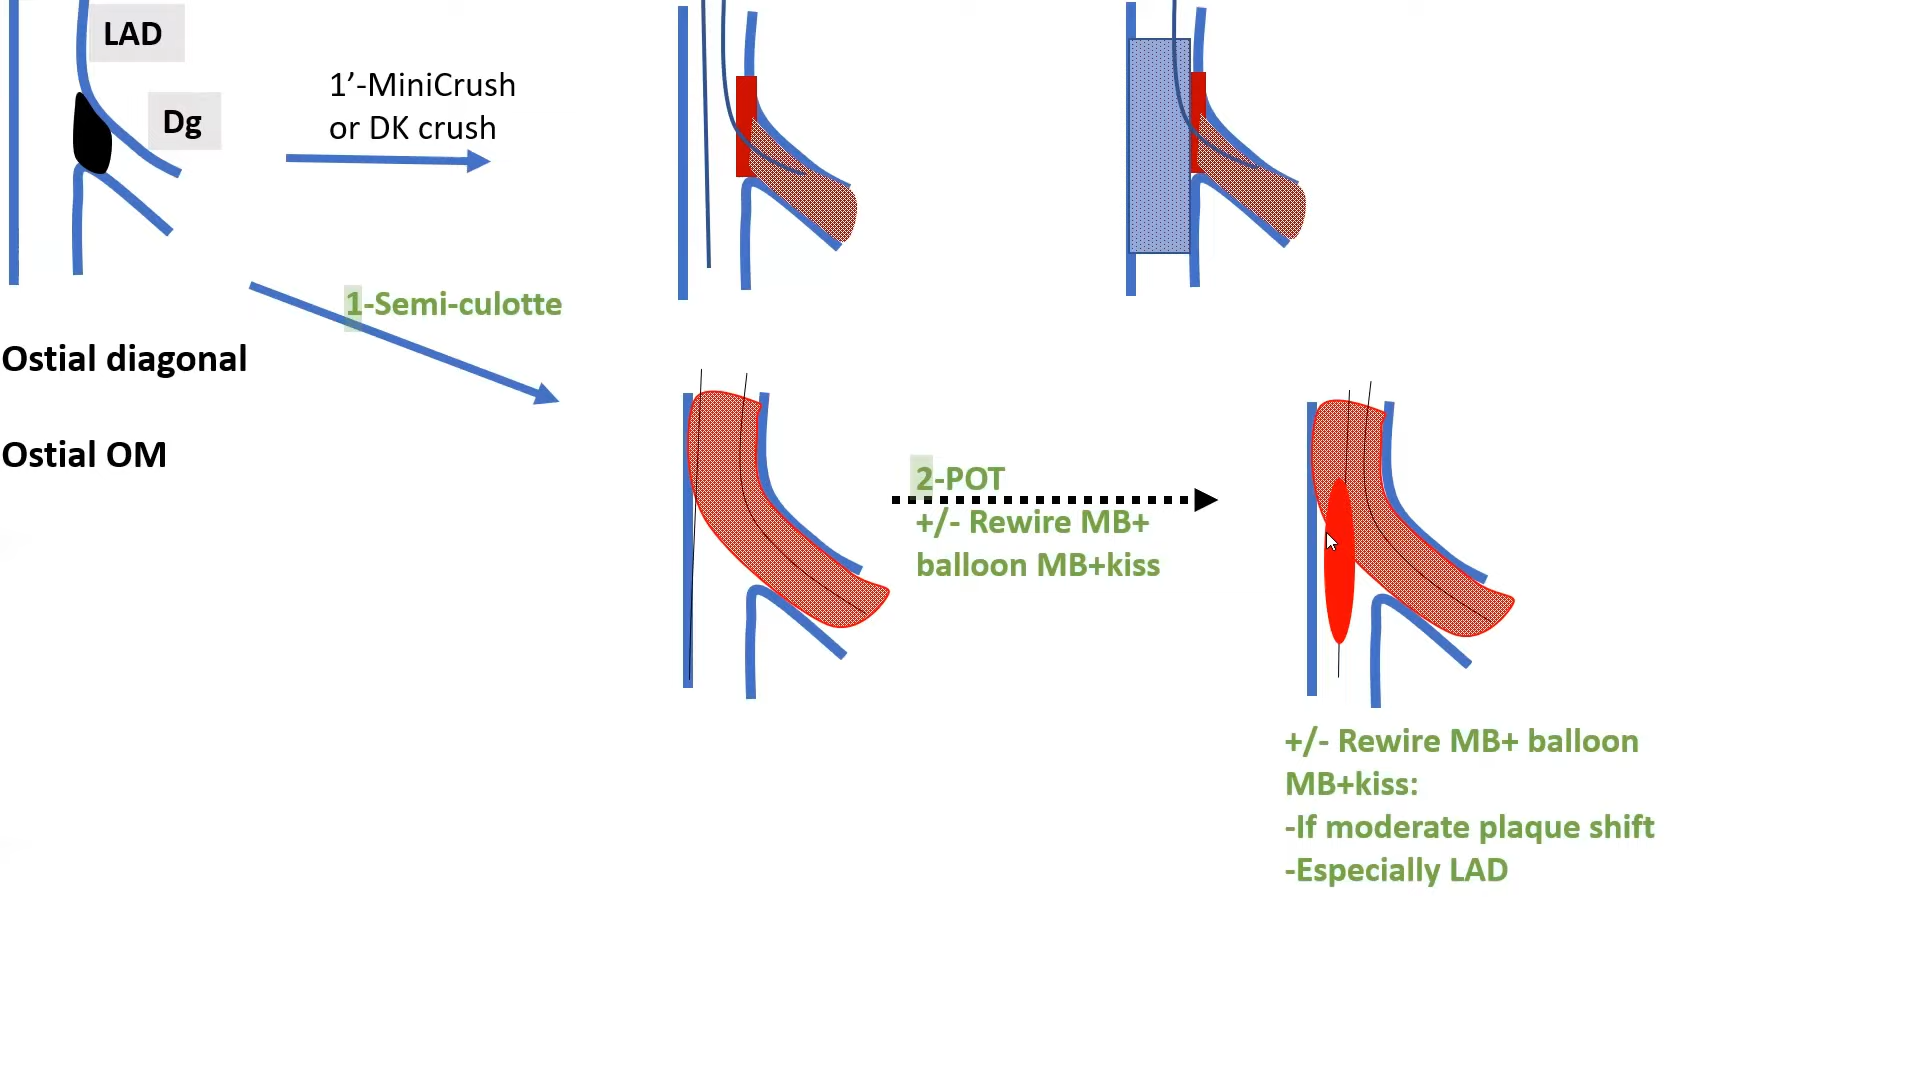 LAD
Dg
1’-MiniCrush
or DK crush
1-Semi-culotte
Ostial diagonal
Ostial OM
2-POT
+/- Rewire MB+
balloon MB+kiss
+/- Rewire MB+ balloon
MB+kiss:
-If moderate plaque shift
-Especially LAD